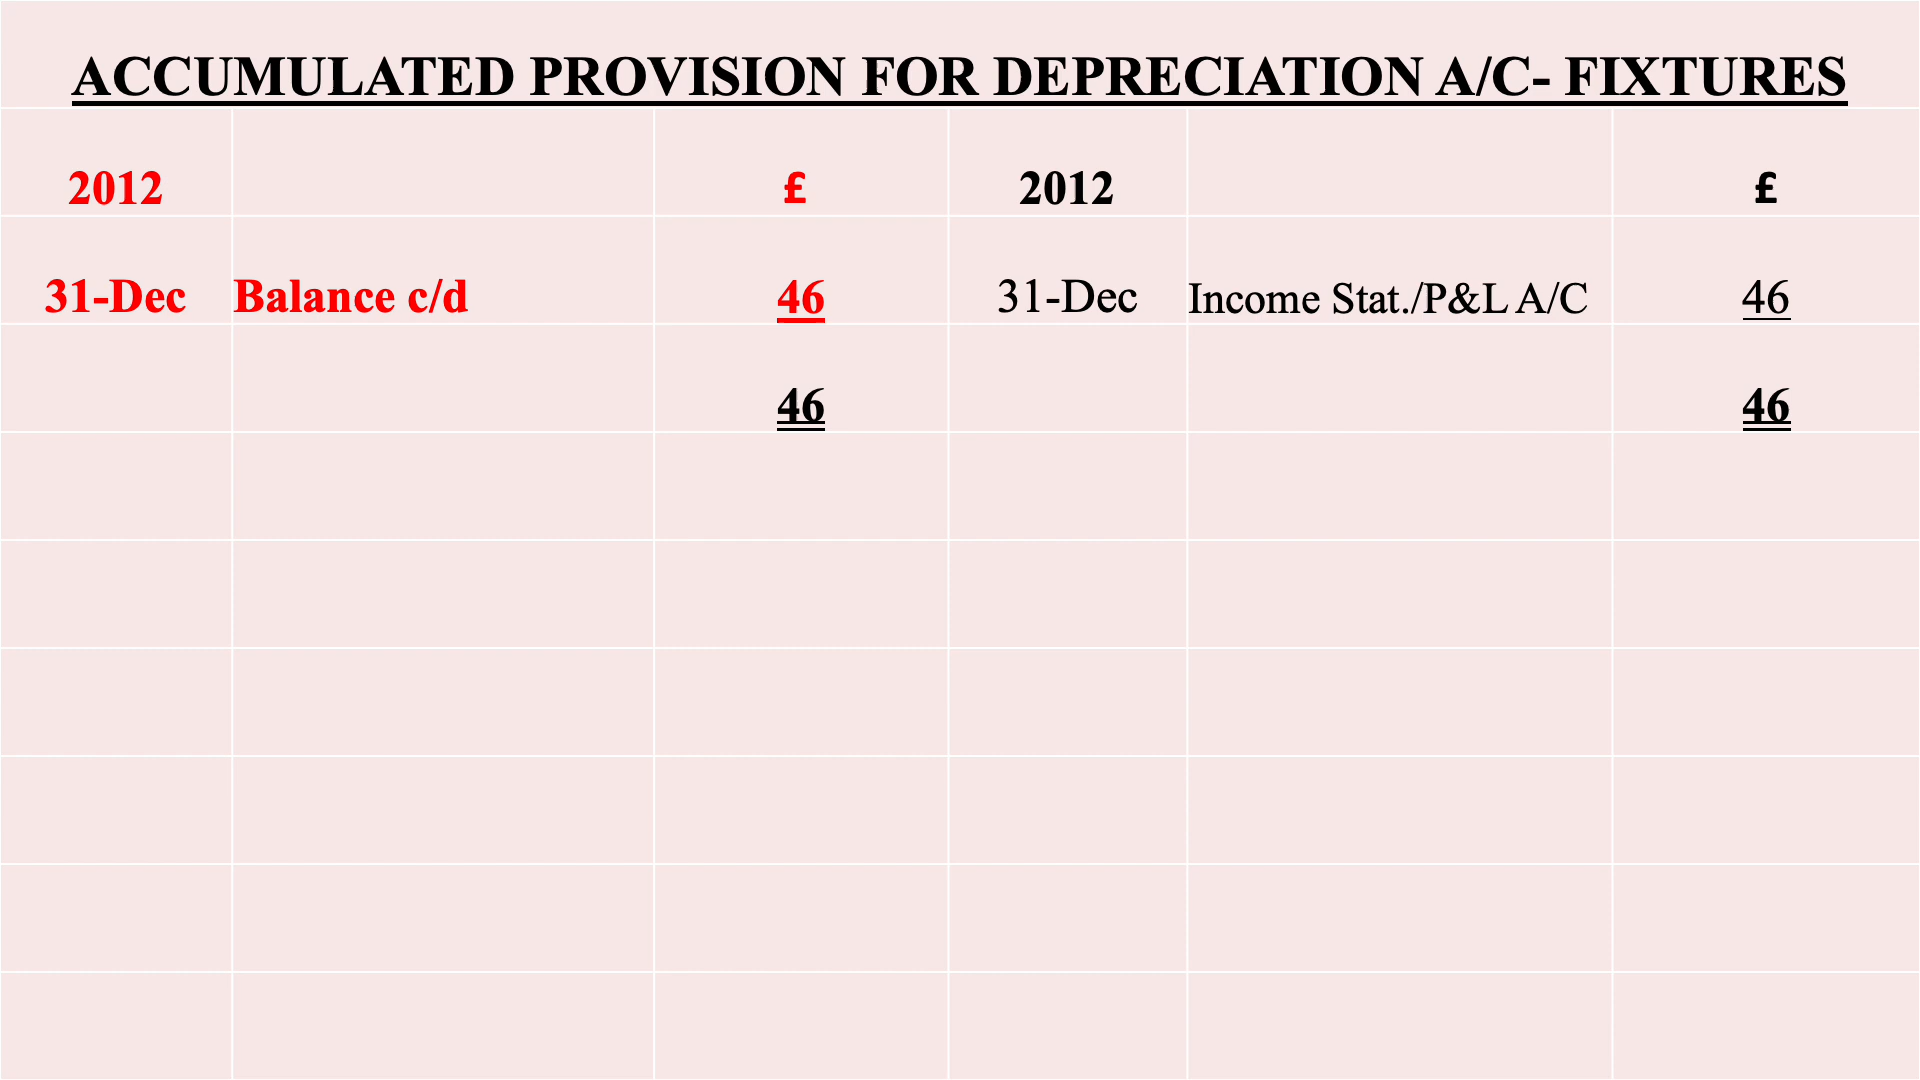 ACCUMULATED PROVISION FOR DEPRECIATION A/C- FIXTURES
2012 £ 2012 £
31-Dec Balance c/d 46 31-Dec Income Stat./P&L A/C 46
46 46